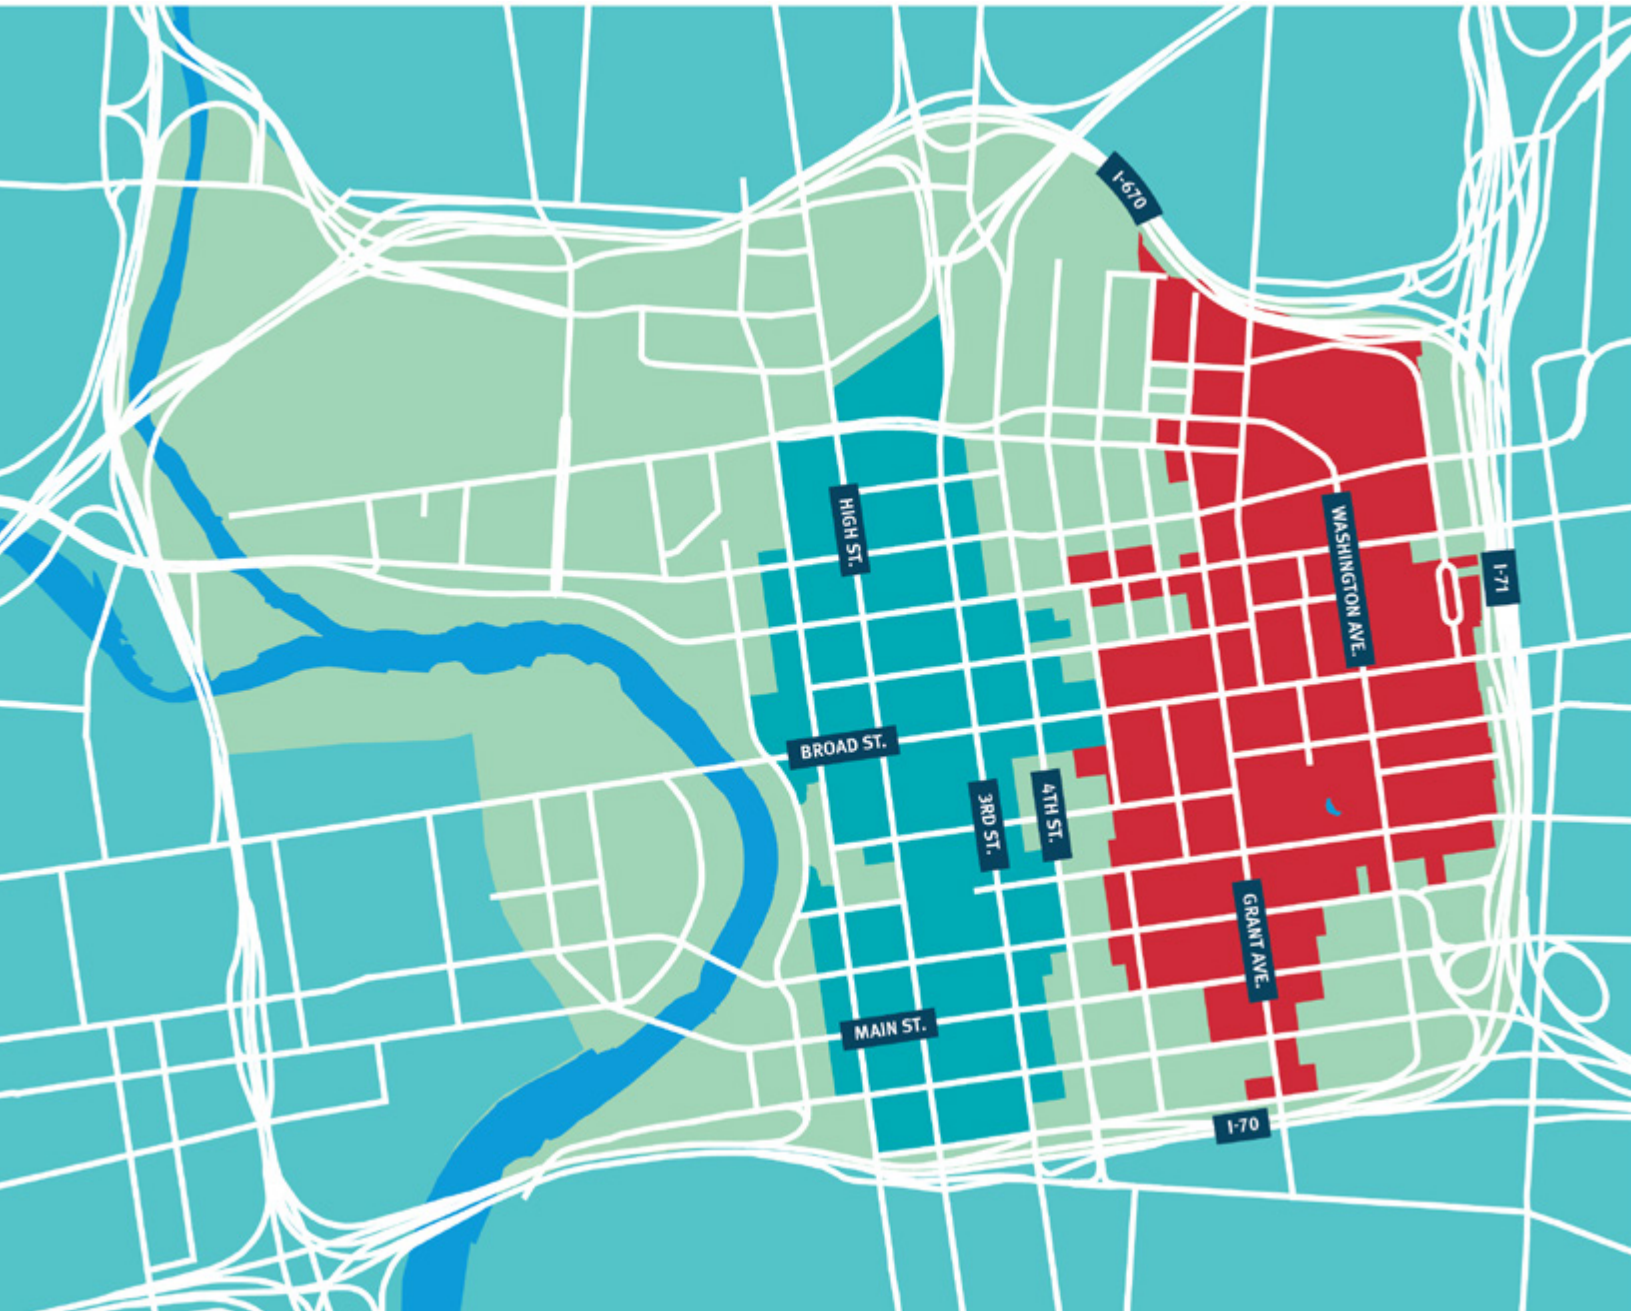 I-670
HIGH ST.
WASHINGTON AVE.
I-71
BROAD ST.
3RD ST.
4TH ST.
GRANT AVE.
MAIN ST.
I-70